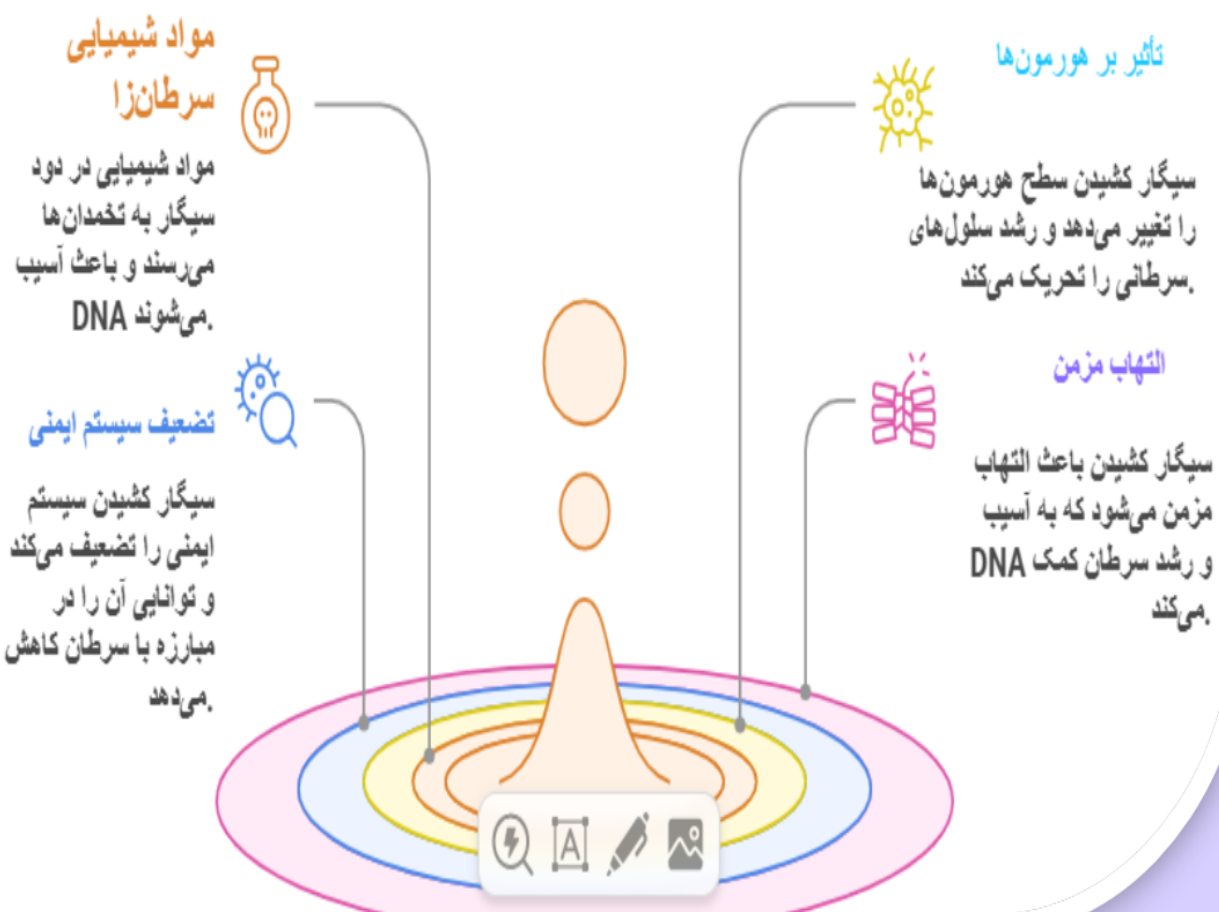 تأثیر بر هورمون‌ها
سیگار کشیدن سطح هورمون‌ها
را تغییر می‌دهد و رشد سلول‌های
سرطانی را تحریک می‌کند.
التهاب مزمن
سیگار کشیدن باعث التهاب
مزمن می‌شود که به آسیب
DNA و رشد سرطان کمک
می‌کند.
مواد شیمیایی
سرطان‌زا
مواد شیمیایی در دود
سیگار به تخمدان‌ها
می‌رسند و باعث آسیب
DNA می‌شوند.
تضعیف سیستم ایمنی
سیگار کشیدن سیستم
ایمنی را تضعیف می‌کند
و توانایی آن را در
مبارزه با سرطان کاهش
می‌دهد.
A